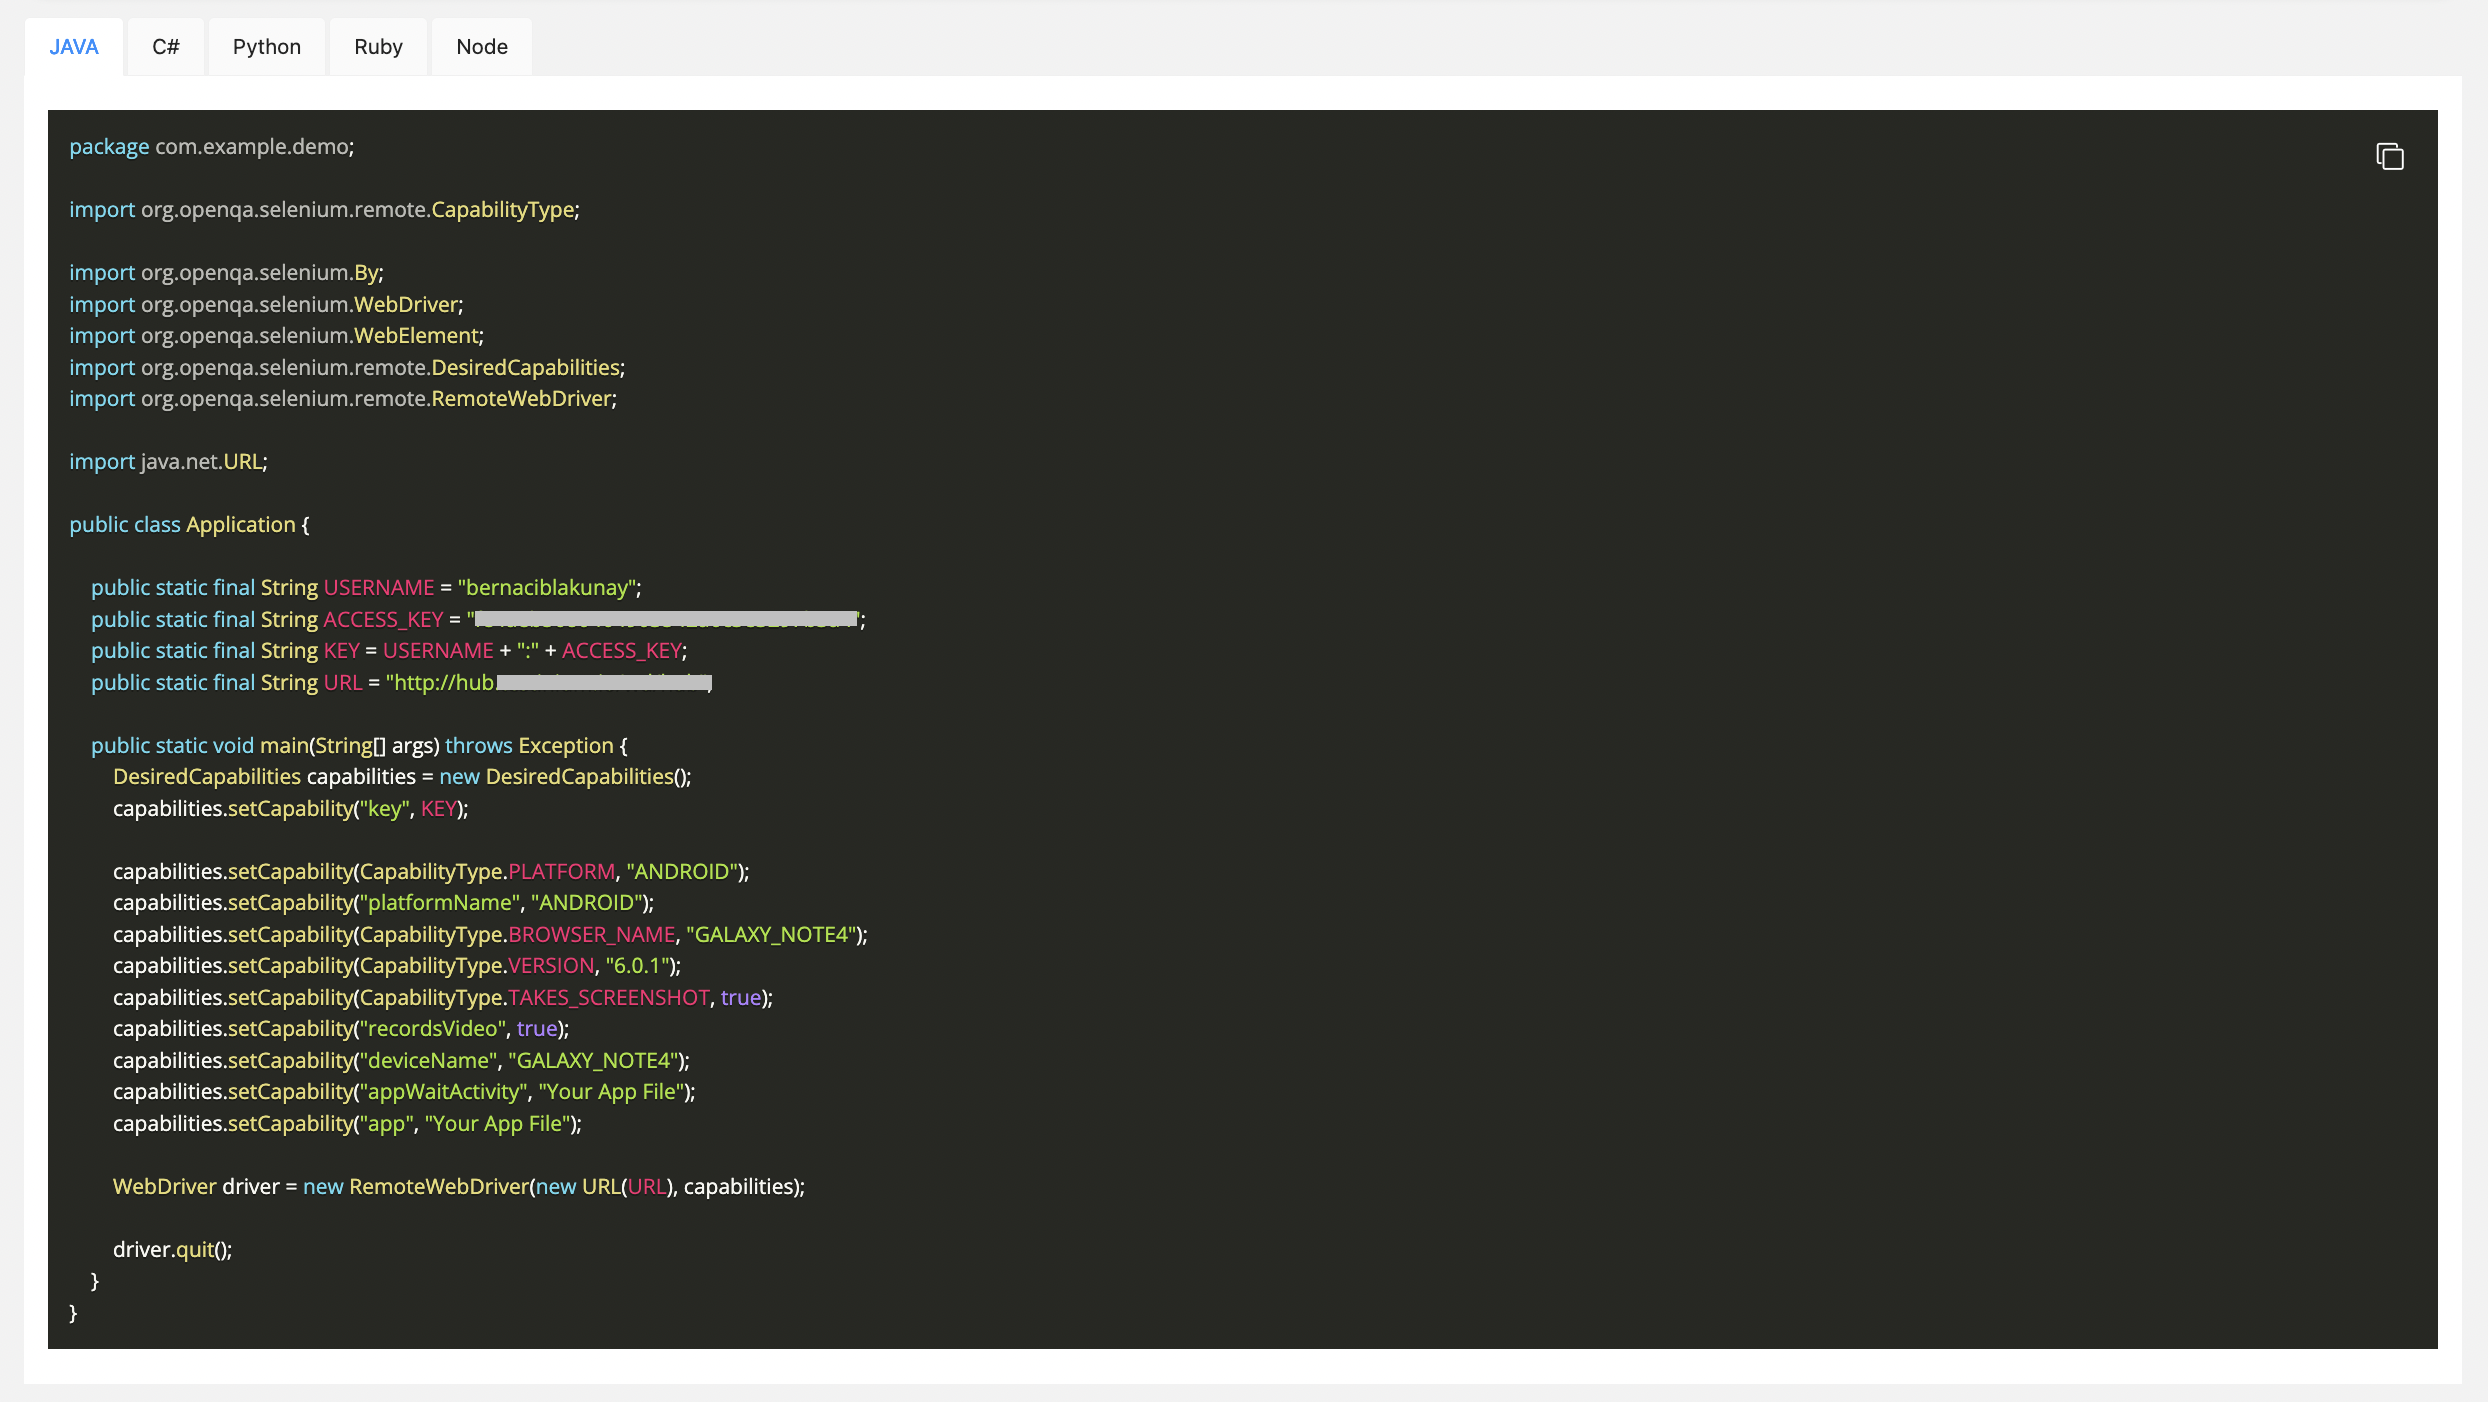 JAVA C# Python Ruby Node
package com.example.demo;
import org.openqa.selenium.remote.CapabilityType;
import org.openqa.selenium.By;
import org.openqa.selenium.WebDriver;
import org.openqa.selenium.WebElement;
import org.openqa.selenium.remote.DesiredCapabilities;
import org.openqa.selenium.remote.RemoteWebDriver;
import java.net.URL;
public class Application {
public static final String USERNAME = "bernaciblakunay";
public static final String ACCESS_KEY = "";
public static final String KEY = USERNAME + ":" + ACCESS_KEY;
public static final String URL = "http://hub.
public static void main(String[] args) throws Exception {
DesiredCapabilities capabilities = new DesiredCapabilities();
capabilities.setCapability("key", KEY);
capabilities.setCapability(CapabilityType.PLATFORM, "ANDROID");
capabilities.setCapability("platformName", "ANDROID");
capabilities.setCapability(CapabilityType.BROWSER_NAME, "GALAXY_NOTE4");
capabilities.setCapability(CapabilityType.VERSION, "6.0.1");
capabilities.setCapability(CapabilityType.TAKES_SCREENSHOT, true);
capabilities.setCapability("recordsVideo", true);
capabilities.setCapability("deviceName", "GALAXY_NOTE4");
capabilities.setCapability("appWaitActivity", "Your App File");
capabilities.setCapability("app", "Your App File");
WebDriver driver = new RemoteWebDriver(new URL(URL), capabilities);
driver.quit();
}
}